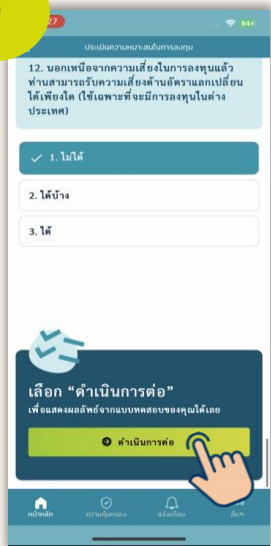 27
94
ประเมินความเหมาะสมในการลงทุน
12. นอกเหนือจากความเสี่ยงในการลงทุนแล้ว
ท่านสามารถรับความเสี่ยงด้านอัตราแลกเปลี่ยน
ได้เพียงใด (ใช้เฉพาะที่จะมีการลงทุนในต่าง
ประเทศ)
1. ไม่ได้
2. ได้บ้าง
3. ได้
เลือก “ดำเนินการต่อ”
เพื่อแสดงผลลัพธ์จากแบบทดสอบของคุณได้เลย
ดำเนินการต่อ
หน้าหลัก
ความคุ้มครอง
แจ้งเตือน
อื่นๆ